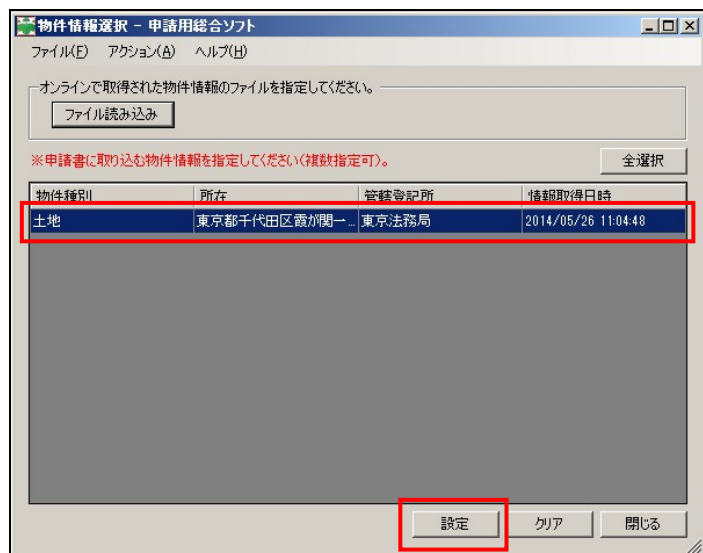 物件情報選択 - 申請用総合ソフト
ファイル(F) アクション(A) ヘルプ(H)
オンラインで取得された物件情報のファイルを指定してください。
ファイル読み込み
※申請書に取り込む物件情報を指定してください(複数指定可)。
全選択
物件種別 所在 管轄登記所 情報取得日時
土地 東京都千代田区霞が関一... 東京法務局 2014/05/26 11:04:48
設定 クリア 閉じる